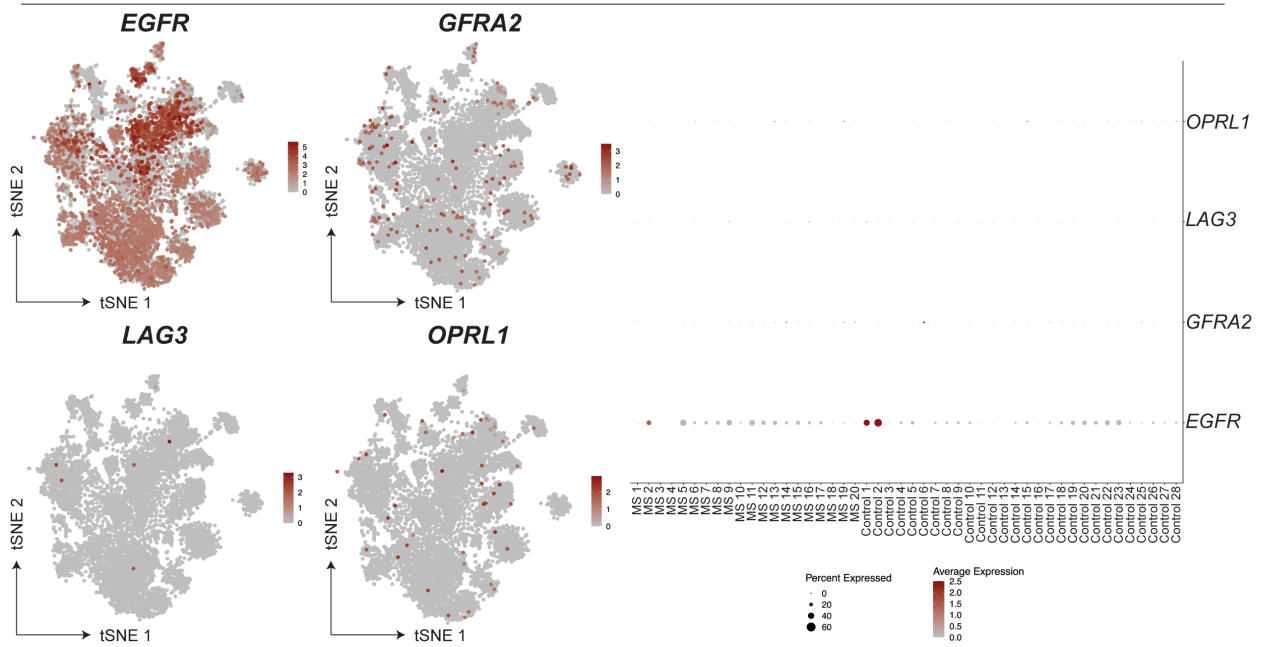 EGFR
GFRA2
5
4
3
2
1
0
3
2
1
0
tSNE 2
tSNE 1
tSNE 2
tSNE 1
LAG3
OPRL1
3
2
1
0
2
1
0
tSNE 2
tSNE 1
tSNE 2
tSNE 1
OPRL1
LAG3
GFRA2
EGFR
MS 1
MS 2
MS 3
MS 4
MS 5
MS 6
MS 7
MS 8
MS 9
MS 10
MS 11
MS 12
MS 13
MS 14
MS 15
MS 16
MS 17
MS 18
MS 19
MS 20
Control 1
Control 2
Control 3
Control 4
Control 5
Control 6
Control 7
Control 8
Control 9
Control 10
Control 11
Control 12
Control 13
Control 14
Control 15
Control 16
Control 17
Control 18
Control 19
Control 20
Control 21
Control 22
Control 23
Control 24
Control 25
Control 26
Control 27
Control 28
Percent Expressed
0
20
40
60
Average Expression
2.5
2.0
1.5
1.0
0.5
0.0